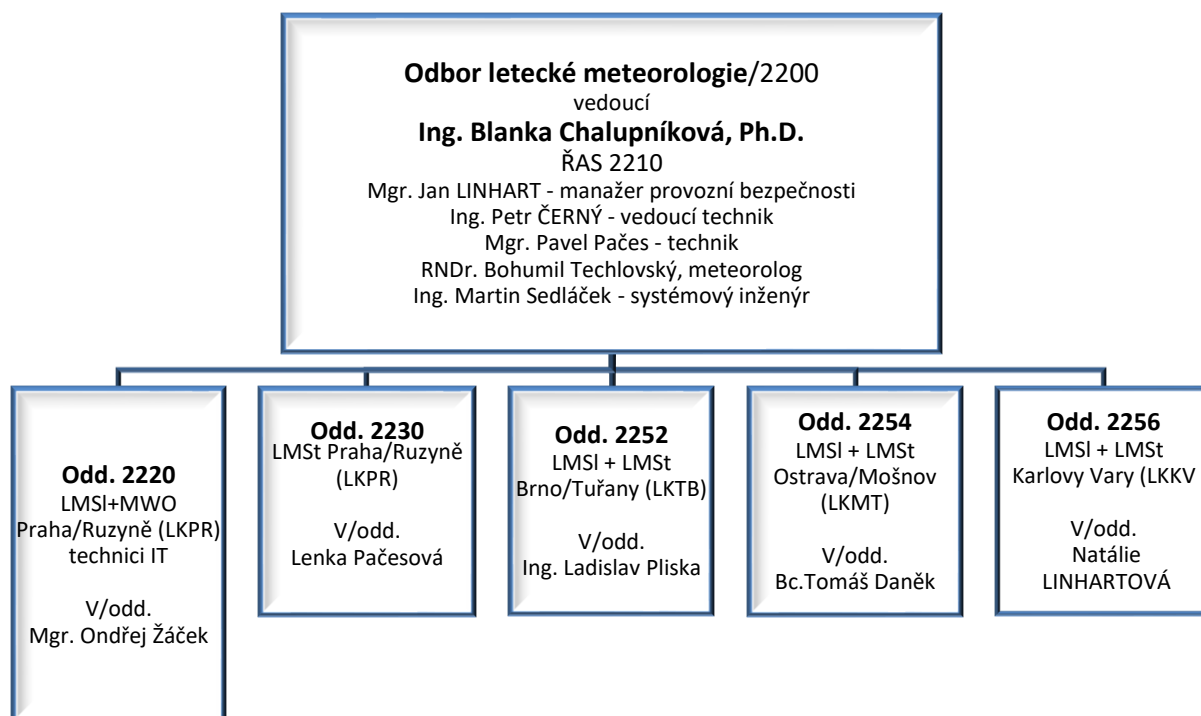 Odbor letecké meteorologie/2200
vedoucí
Ing. Blanka Chalupníková, Ph.D.
ŘAS 2210
Mgr. Jan LINHART - manažer provozní bezpečnosti
Ing. Petr ČERNÝ - vedoucí technik
Mgr. Pavel Pačes - technik
RNDr. Bohumil Techlovský, meteorolog
Ing. Martin Sedláček - systémový inženýr
Odd. 2220
LMSl+MWO
Praha/Ruzyně (LKPR)
technici IT
V/odd.
Mgr. Ondřej Žáček
Odd. 2230
LMSt Praha/Ruzyně
(LKPR)
V/odd.
Lenka Pačesová
Odd. 2252
LMSl + LMSt
Brno/Tuřany (LKTB)
V/odd.
Ing. Ladislav Pliska
Odd. 2254
LMSl + LMSt
Ostrava/Mošnov
(LKMT)
V/odd.
Bc.Tomáš Daněk
Odd. 2256
LMSl + LMSt
Karlovy Vary (LKKV
V/odd.
Natálie
LINHARTOVÁ